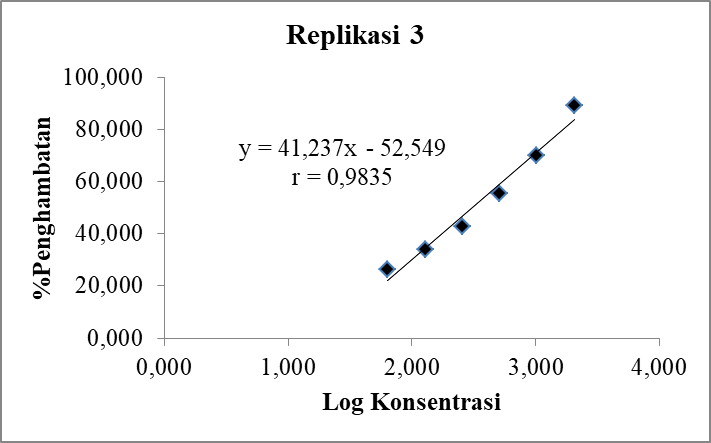 Replikasi 3
100,000
80,000
60,000
40,000
20,000
0,000
%Penghambatan
y = 41,237x - 52,549
r = 0,9835
0,000 1,000 2,000 3,000 4,000
Log Konsentrasi